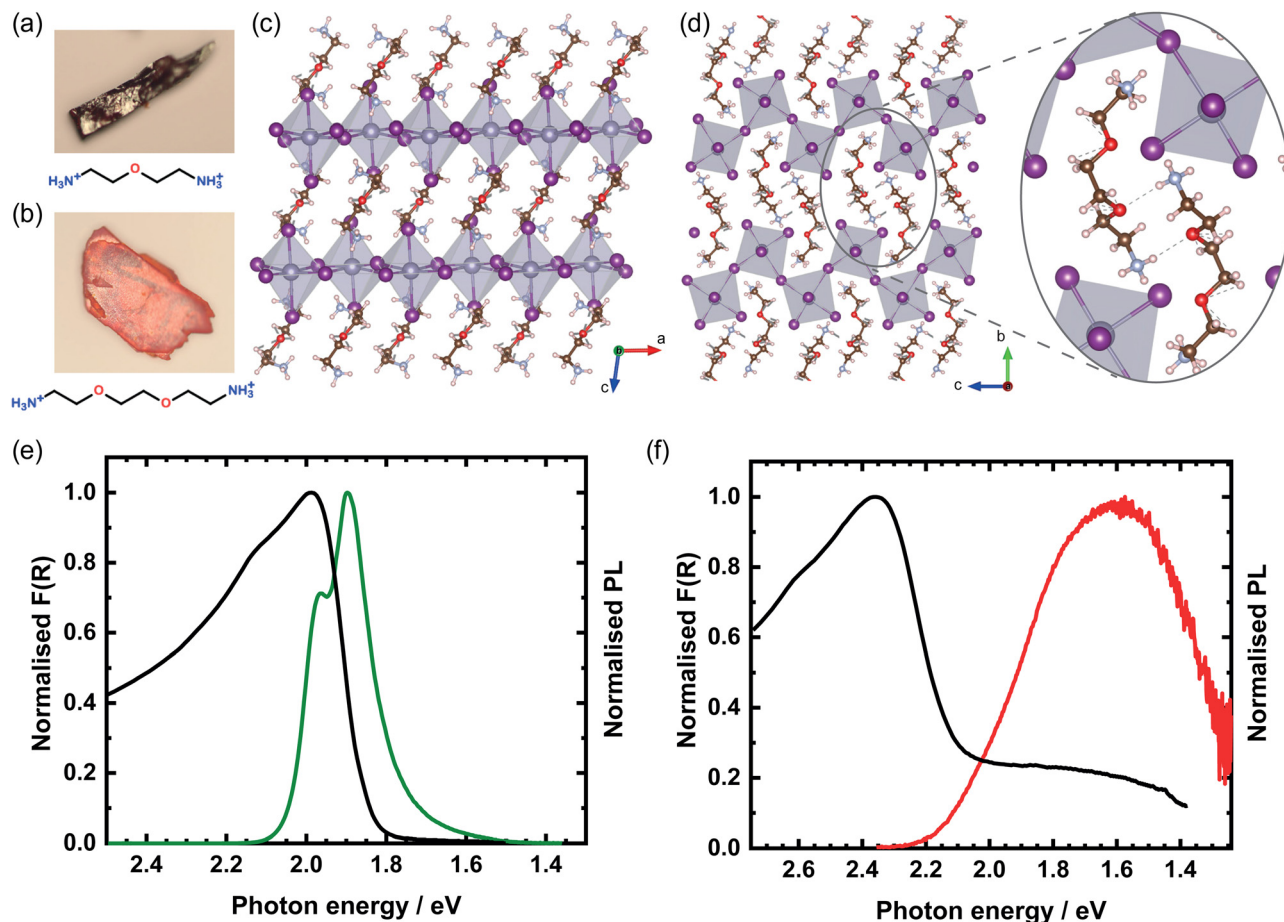 (a)
H₃N⁺ O NH₃⁺
(b)
H₃N⁺ O O NH₃⁺
(c)
b a
c
(d)
b
c a
(e)
Normalised F(R)
1.0
0.8
0.6
0.4
0.2
0.0
2.4 2.2 2.0 1.8 1.6 1.4
Photon energy / eV
Normalised PL
(f)
Normalised F(R)
1.0
0.8
0.6
0.4
0.2
0.0
2.6 2.4 2.2 2.0 1.8 1.6 1.4
Photon energy / eV
Normalised PL